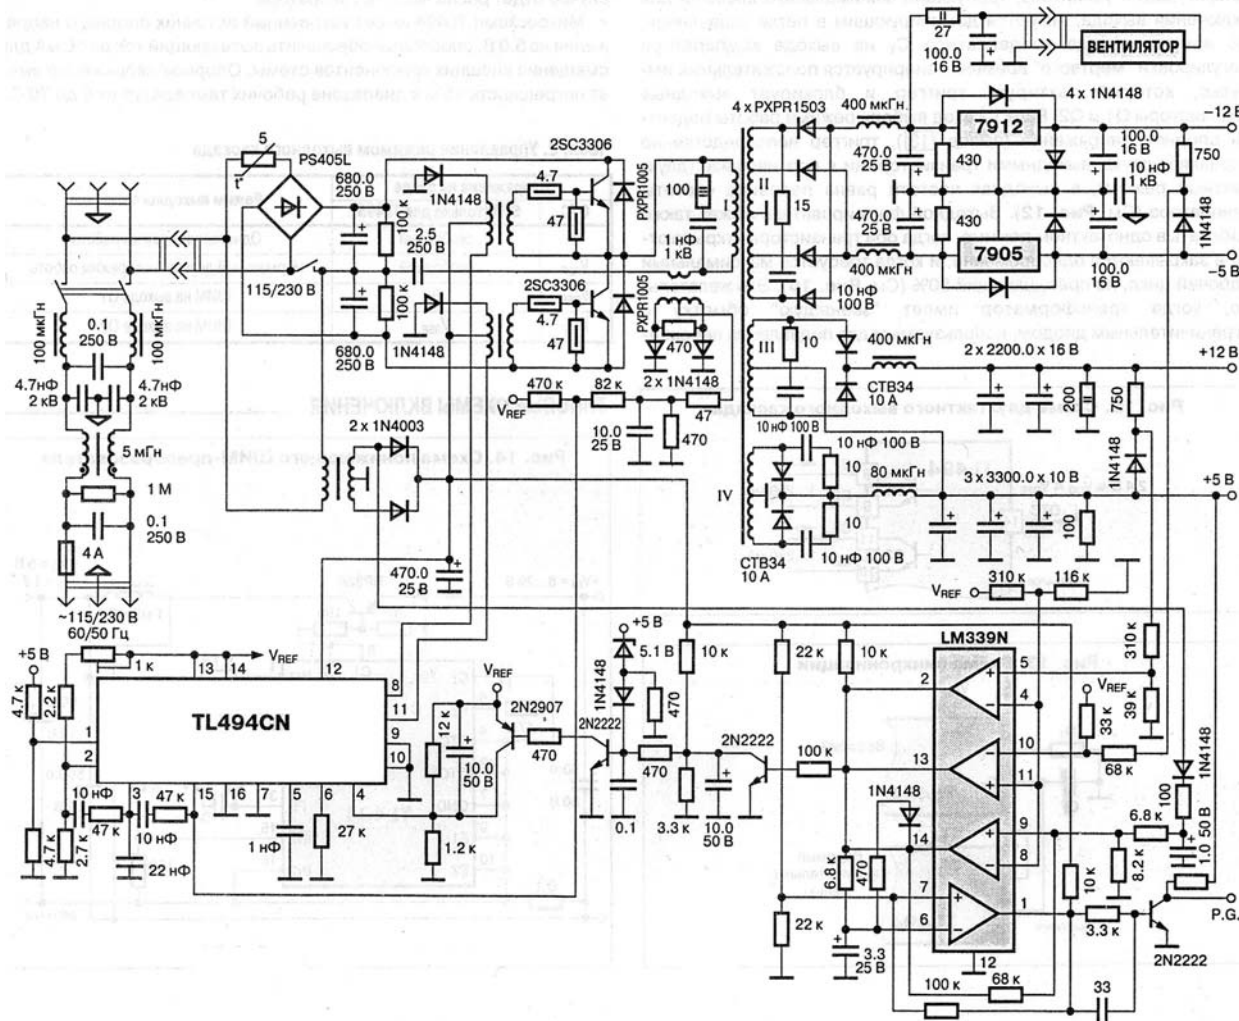 27
100.0
16 В
ВЕНТИЛЯТОР
4 x PXPR1503
400 мкГн
4 x 1N4148
7912
−12 В
5
t°
PS405L
2SC3306
680.0
250 В
1N4148
4.7
47
100 к
2.5
250 В
PXPR1005
100
1 нФ
1 кВ
I
II
15
470.0
25 В
430
100.0
16 В
10 нФ
1 кВ
750
1N4148
470.0
25 В
430
7905
100.0
16 В
−5 В
10 нФ
100 В
400 мкГн
115/230 В
100 к
2SC3306
4.7
47
PXPR1005
680.0
250 В
1N4148
100 мкГн
0.1
250 В
100 мкГн
4.7нФ
2 кВ
4.7нФ
2 кВ
5 мГн
1 М
0.1
250 В
4 А
~115/230 В
60/50 Гц
470
2 x 1N4148
470 к
82 к
VREF
47
10.0
25 В
470
III
10
400 мкГн
СТВ34
10 А
2 x 2200.0 x 16 В
+12 В
200
750
1N4148
10 нФ 100 В
10 нФ 100 В
10
80 мкГн
3 x 3300.0 x 10 В
+5 В
IV
10
10 нФ 100 В
СТВ34
10 А
100
2 x 1N4003
470.0
25 В
VREF
310 к
116 к
+5 В
1 к
13
14
VREF
12
4.7 к
2.2 к
TL494CN
8
11
9
10
1
2
15
16
7
5
6
4
3
10 нФ
47 к
47 к
10 нФ
22 нФ
4.7 к
2.7 к
1 нФ
27 к
12 к
10.0
50 В
1.2 к
VREF
2N2907
470
2N2222
+5 В
5.1 В
1N4148
470
470
0.1
10 к
3.3 к
10.0
50 В
2N2222
100 к
22 к
10 к
LM339N
2
5
4
13
10
11
14
9
8
7
6
1
12
310 к
39 к
VREF
33 к
68 к
1N4148
100
1.0 50 В
6.8 к
8.2 к
1N4148
6.8 к
470
22 к
3.3
25 В
10 к
3.3 к
2N2222
P.G.
68 к
100 к
33